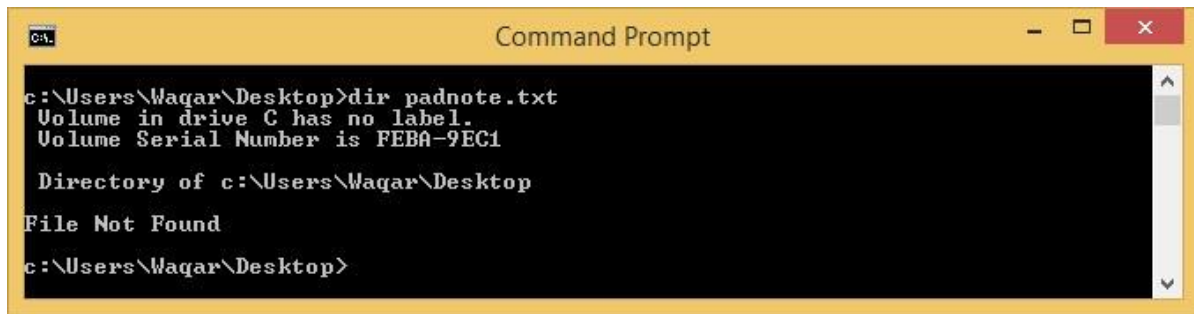 C:\.
Command Prompt
c:\Users\Waqar\Desktop>dir padnote.txt
Volume in drive C has no label.
Volume Serial Number is FEBA-9EC1
Directory of c:\Users\Waqar\Desktop
File Not Found
c:\Users\Waqar\Desktop>